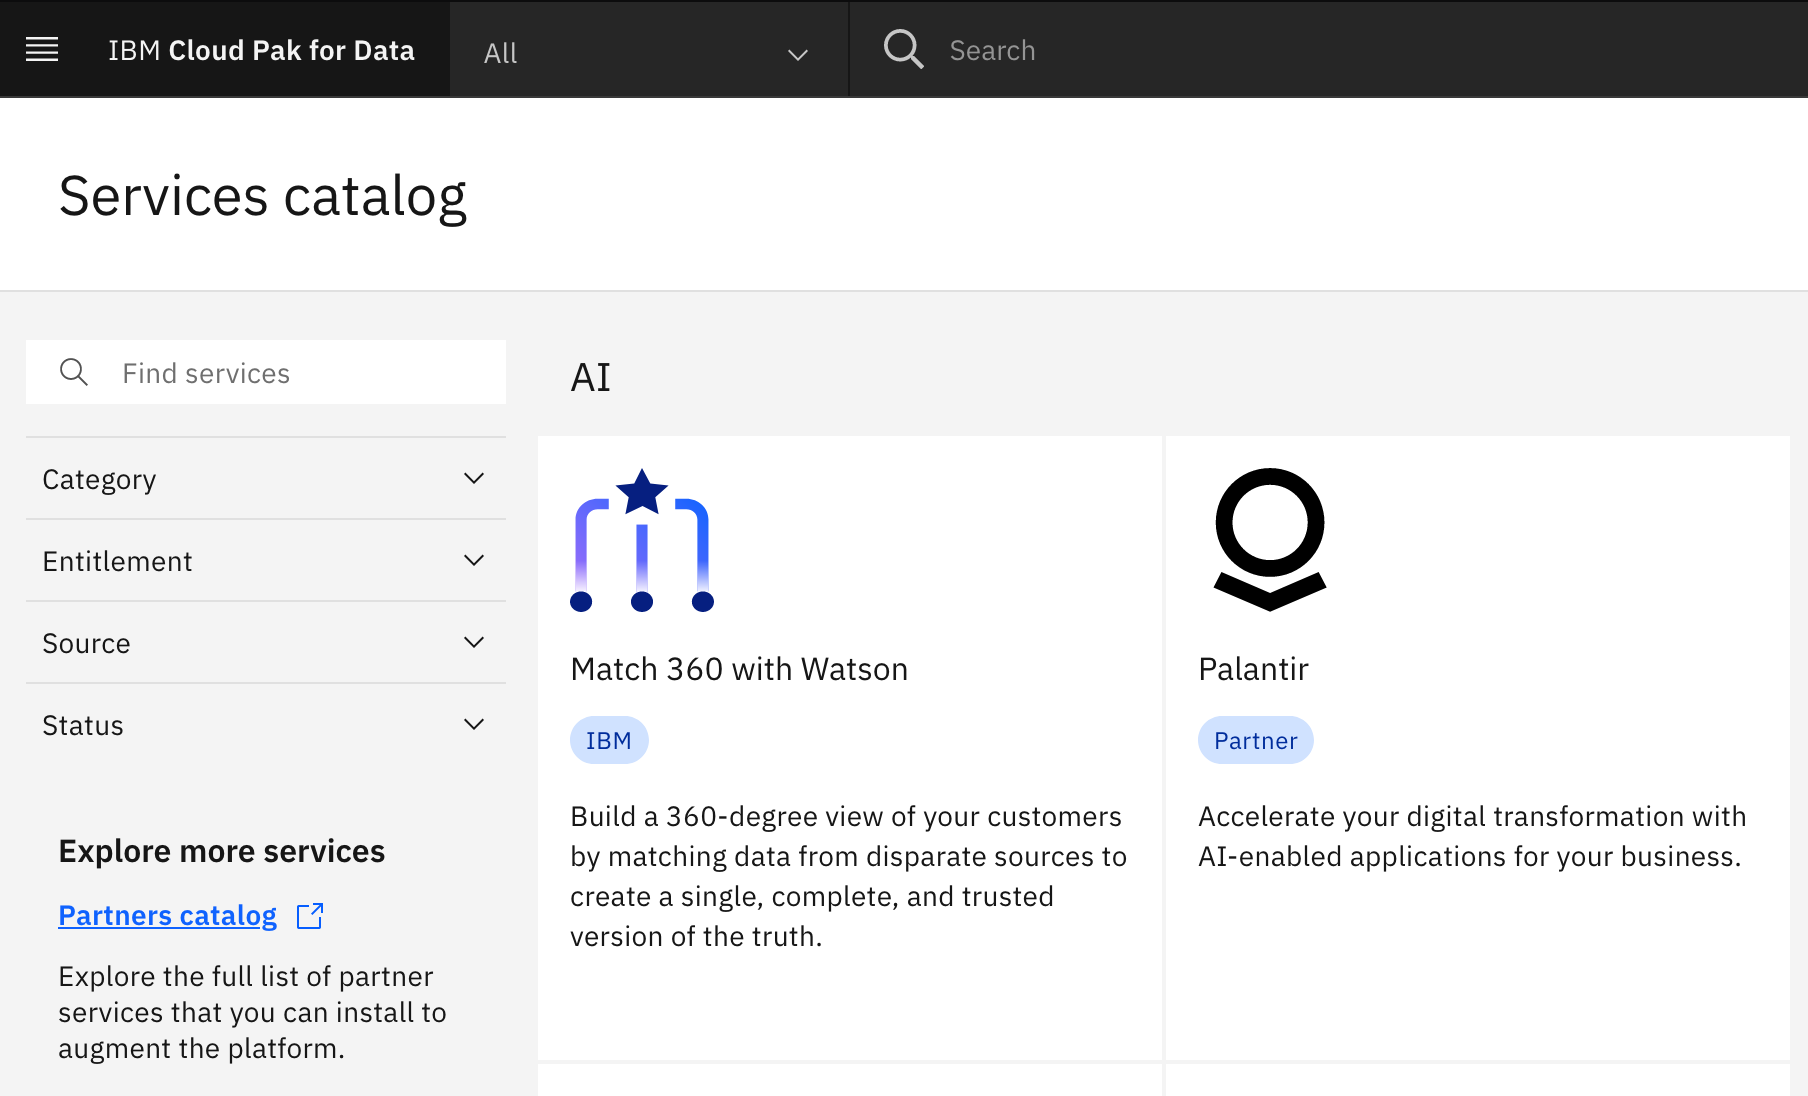 IBM Cloud Pak for Data
All
Search
Services catalog
Find services
Category
Entitlement
Source
Status
Explore more services
Partners catalog
Explore the full list of partner
services that you can install to
augment the platform.
AI
Match 360 with Watson
IBM
Build a 360-degree view of your customers
by matching data from disparate sources to
create a single, complete, and trusted
version of the truth.
Palantir
Partner
Accelerate your digital transformation with
AI-enabled applications for your business.